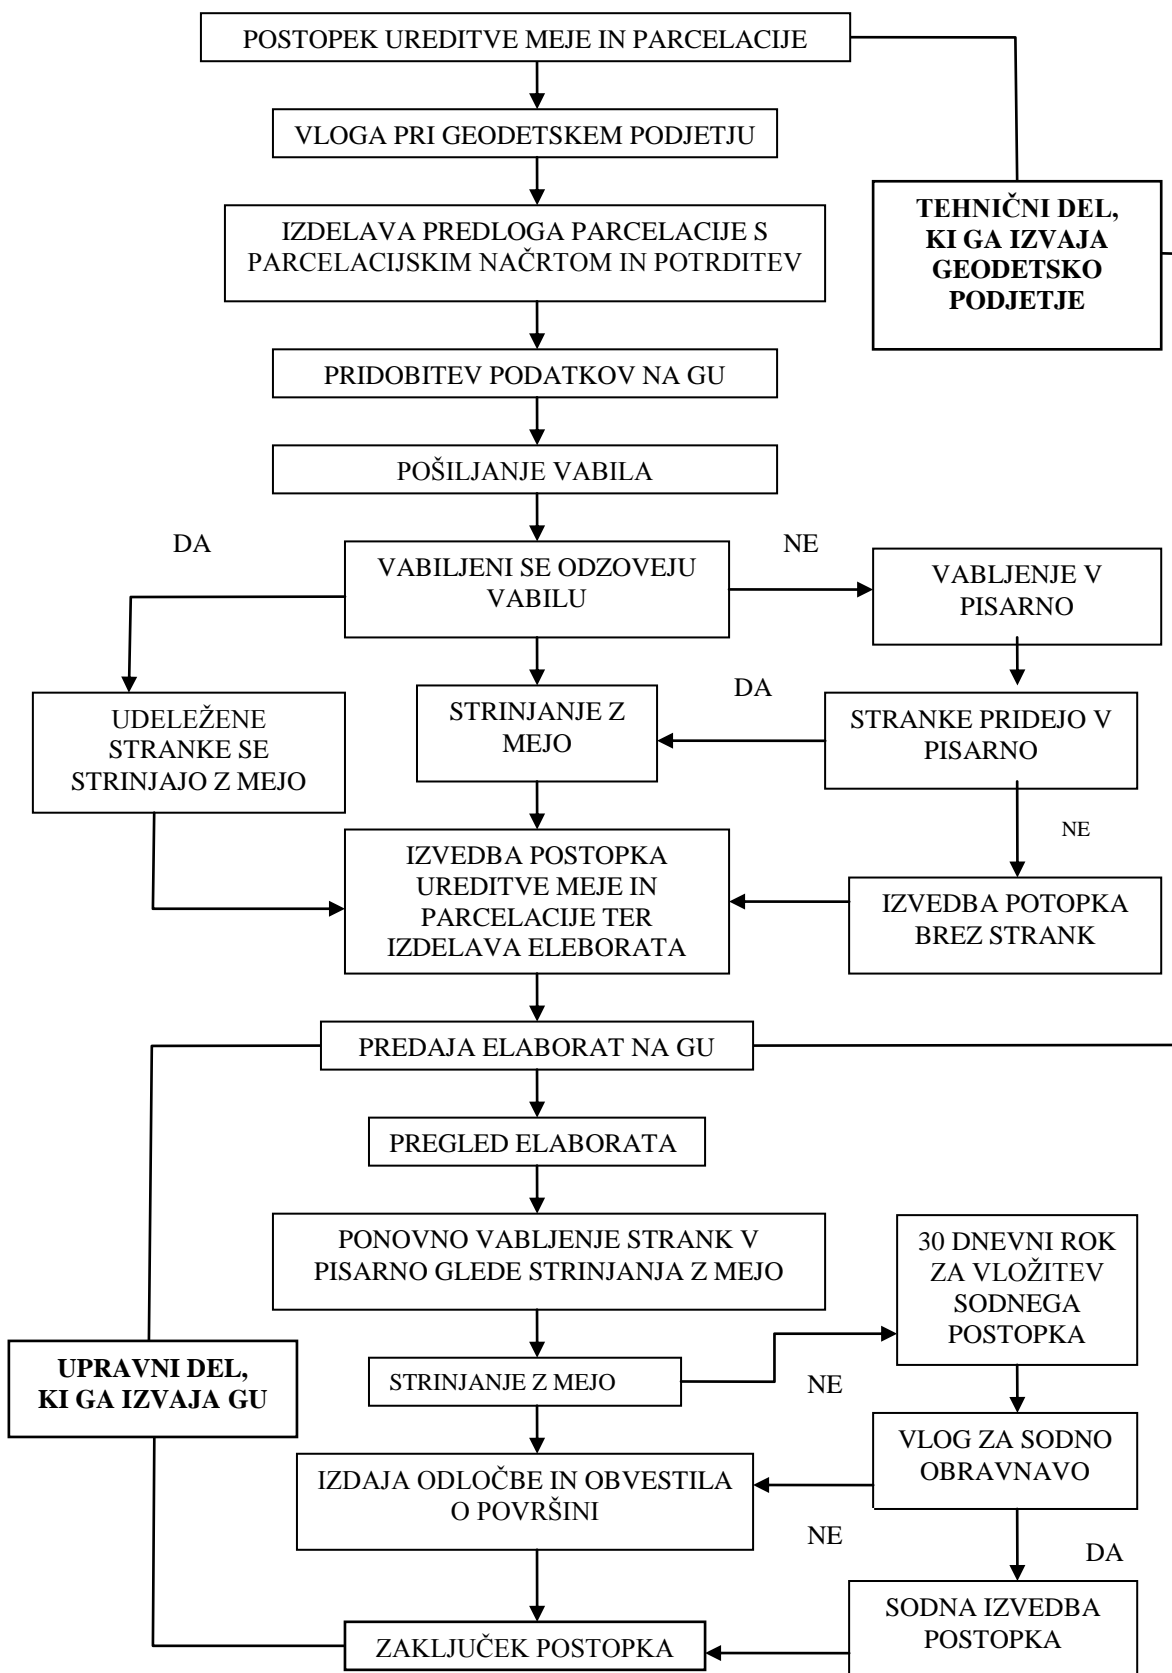 POSTOPEK UREDITVE MEJE IN PARCELACIJE
VLOGA PRI GEODETSKEM PODJETJU
TEHNIČNI DEL,
KI GA IZVAJA
GEODETSKO
PODJETJE
IZDELAVA PREDLOGA PARCELACIJE S
PARCELACIJSKIM NAČRTOM IN POTRDITEV
PRIDOBITEV PODATKOV NA GU
POŠILJANJE VABILA
DA
VABILJENI SE ODZOVEJU
VABILU
NE
VABLJENJE V
PISARNO
UDELEŽENE
STRANKE SE
STRINJAJO Z MEJO
STRINJANJE Z
MEJO
DA
STRANKE PRIDEJO V
PISARNO
NE
IZVEDBA POSTOPKA
UREDITVE MEJE IN
PARCELACIJE TER
IZDELAVA ELEBORATA
IZVEDBA POTOPKA
BREZ STRANK
PREDAJA ELABORAT NA GU
PREGLED ELABORATA
PONOVNO VABLJENJE STRANK V
PISARNO GLEDE STRINJANJA Z MEJO
30 DNEVNI ROK
ZA VLOŽITEV
SODNEGA
POSTOPKA
UPRAVNI DEL,
KI GA IZVAJA GU
STRINJANJE Z MEJO
NE
VLOG ZA SODNO
OBRAVNAVO
IZDAJA ODLOČBE IN OBVESTILA
O POVRŠINI
NE
DA
SODNA IZVEDBA
POSTOPKA
ZAKLJUČEK POSTOPKA